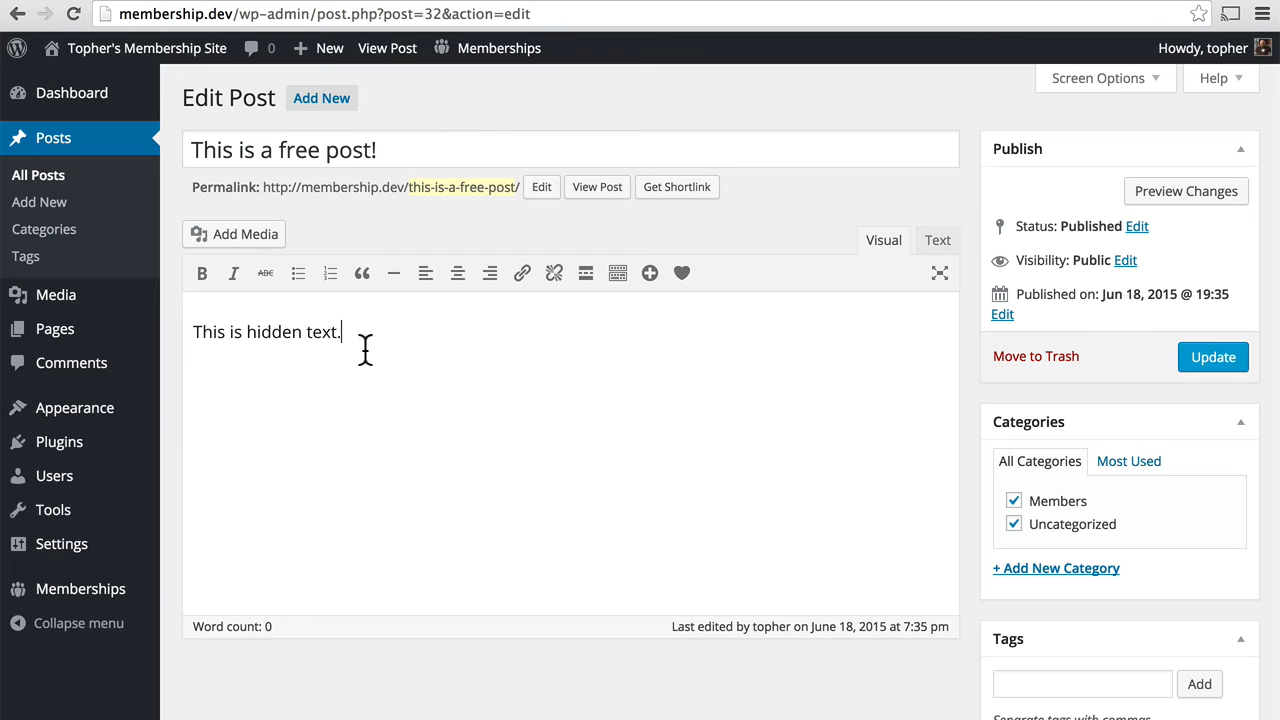 membership.dev/wp-admin/post.php?post=32&action=edit
Topher's Membership Site 0 New View Post Memberships Howdy, topher
Dashboard
Posts
All Posts
Add New
Categories
Tags
Media
Pages
Comments
Appearance
Plugins
Users
Tools
Settings
Memberships
Collapse menu
Screen Options Help
Edit Post Add New
This is a free post!
Permalink: http://membership.dev/this-is-a-free-post/ Edit View Post Get Shortlink
Add Media
Visual Text
B I ABC
This is hidden text.
Word count: 0 Last edited by topher on June 18, 2015 at 7:35 pm
Publish
Preview Changes
Status: Published Edit
Visibility: Public Edit
Published on: Jun 18, 2015 @ 19:35
Edit
Move to Trash Update
Categories
All Categories Most Used
Members
Uncategorized
+ Add New Category
Tags
Add
Separate tags with commas